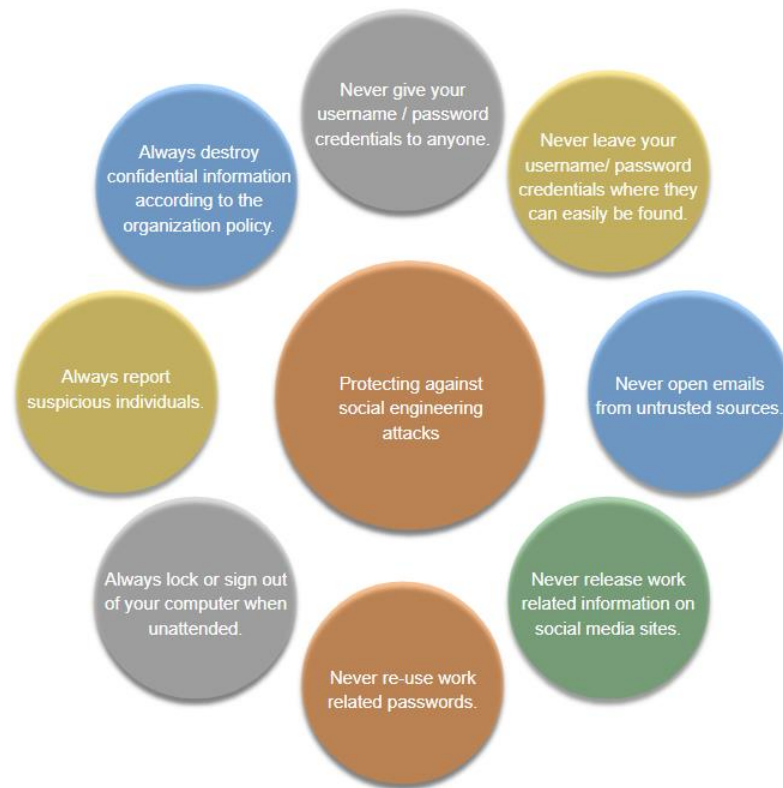 Never give your
username / password
credentials to anyone.
Never leave your
username/ password
credentials where they
can easily be found.
Never open emails
from untrusted sources.
Never release work
related information on
social media sites.
Never re-use work
related passwords.
Always lock or sign out
of your computer when
unattended.
Always report
suspicious individuals.
Always destroy
confidential information
according to the
organization policy.
Protecting against
social engineering
attacks